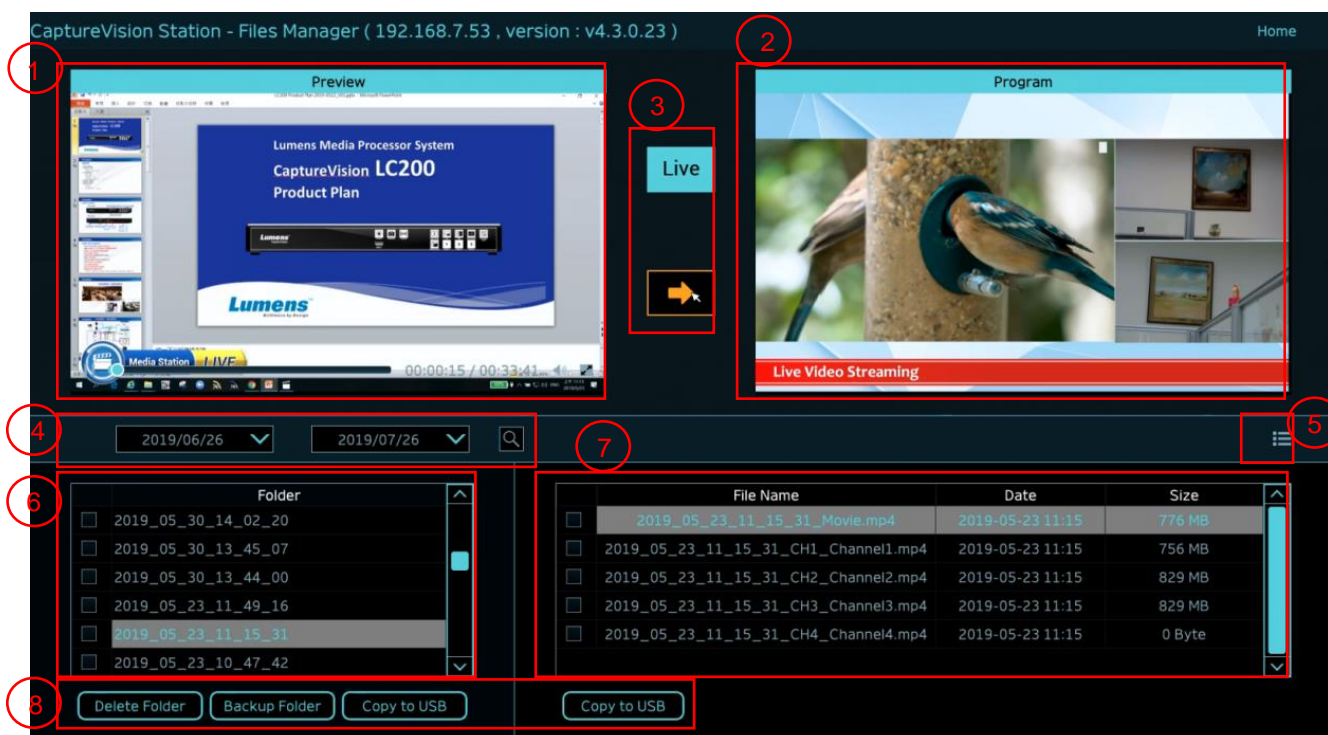 CaptureVision Station - Files Manager ( 192.168.7.53 , version : v4.3.0.23 )
Home
1
2
3
Preview
Program
Lumens Media Processor System
CaptureVision LC200
Product Plan
Lumens
Lumens
Media Station LIVE
00:00:15 / 00:33:41
Live
Live Video Streaming
4
2019/06/26
2019/07/26
5
6
7
Folder
2019_05_30_14_02_20
2019_05_30_13_45_07
2019_05_30_13_44_00
2019_05_23_11_49_16
2019_05_23_11_15_31
2019_05_23_10_47_42
File Name Date Size
2019_05_23_11_15_31_Movie.mp4 2019-05-23 11:15 776 MB
2019_05_23_11_15_31_CH1_Channel1.mp4 2019-05-23 11:15 756 MB
2019_05_23_11_15_31_CH2_Channel2.mp4 2019-05-23 11:15 829 MB
2019_05_23_11_15_31_CH3_Channel3.mp4 2019-05-23 11:15 829 MB
2019_05_23_11_15_31_CH4_Channel4.mp4 2019-05-23 11:15 0 Byte
8
Delete Folder
Backup Folder
Copy to USB
Copy to USB